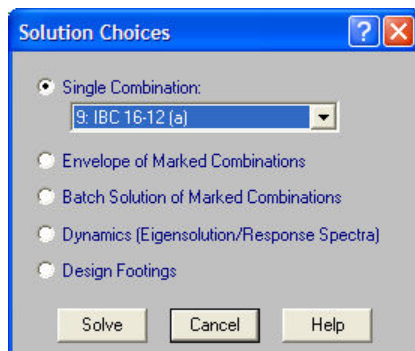 Solution Choices
Single Combination:
9: IBC 16-12 (a)
Envelope of Marked Combinations
Batch Solution of Marked Combinations
Dynamics (Eigensolution/Response Spectra)
Design Footings
Solve Cancel Help